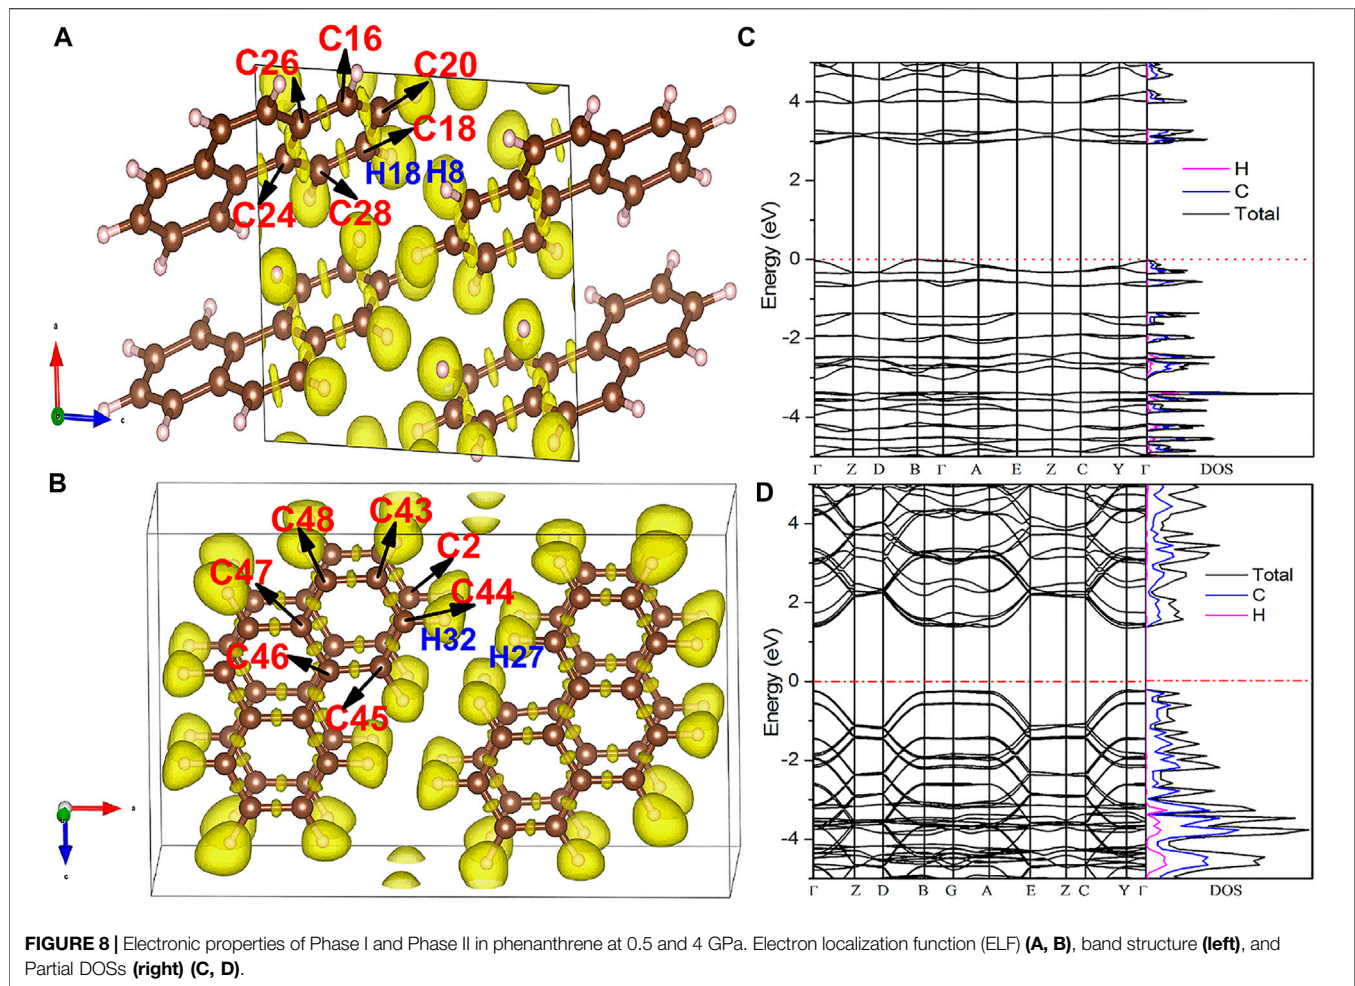 A
C16
C26
C20
C18
H18 H8
C24
C28
a
c
B
C48
C43
C2
C47
C44
H32
H27
C46
C45
a
c
C
4
2
0
-2
-4
Energy (eV)
H
C
Total
Γ Z D B Γ A E Z C Y Γ DOS
D
4
2
0
-2
-4
Energy (eV)
Total
C
H
Γ Z D B G A E Z C Y Γ DOS
FIGURE 8 | Electronic properties of Phase I and Phase II in phenanthrene at 0.5 and 4 GPa. Electron localization function (ELF) (A, B), band structure (left), and
Partial DOSs (right) (C, D).